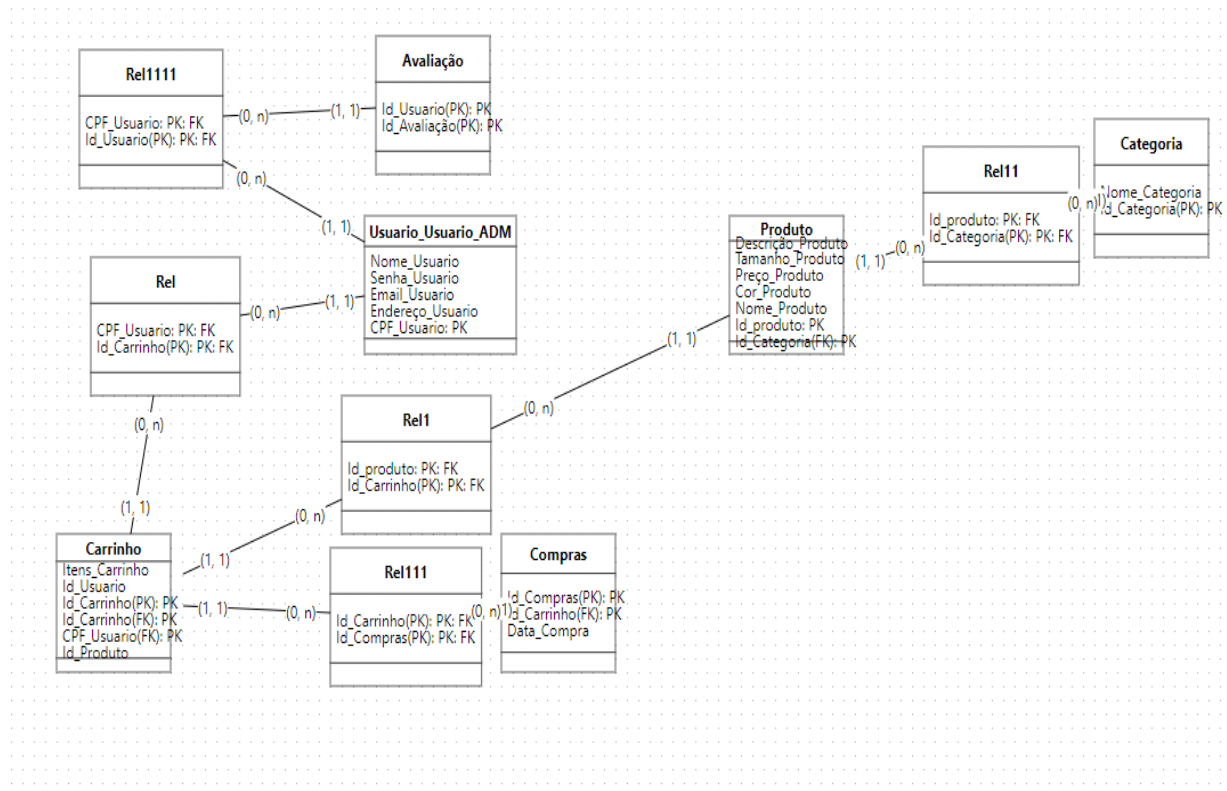 Rel1111
CPF_Usuario: PK: FK
Id_Usuario(PK): PK: FK
(0, n)
(1, 1)
Avaliação
Id_Usuario(PK): PK
Id_Avaliação(PK): PK
(0, n)
(1, 1)
Usuario_Usuario_ADM
Nome_Usuario
Senha_Usuario
Email_Usuario
Endereço_Usuario
CPF_Usuario: PK
Rel
CPF_Usuario: PK: FK
Id_Carrinho(PK): PK: FK
(0, n)
(1, 1)
(0, n)
(1, 1)
Categoria
Nome_Categoria
Id_Categoria(PK): PK
Rel11
Id_produto: PK: FK
Id_Categoria(PK): PK: FK
(0, n)
1)
Produto
Descrição_Produto
Tamanho_Produto
Preço_Produto
Cor_Produto
Nome_Produto
Id_produto: PK
Id_Categoria(FK): PK
(1, 1)
(0, n)
(1, 1)
(0, n)
Rel1
Id_produto: PK: FK
Id_Carrinho(PK): PK: FK
(0, n)
(1, 1)
Carrinho
Itens_Carrinho
Id_Usuario
Id_Carrinho(PK): PK
Id_Carrinho(FK): PK
CPF_Usuario(FK): PK
Id_Produto
(1, 1)
(0, n)
Rel111
Id_Carrinho(PK): PK: FK
Id_Compras(PK): PK: FK
(0, n)
1)
Compras
Id_Compras(PK): PK
Id_Carrinho(FK): PK
Data_Compra